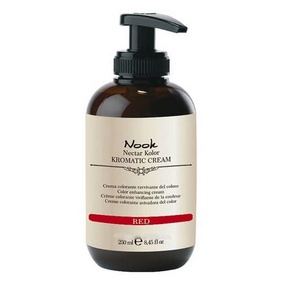 Nook
Nectar Kolor
KROMATIC CREAM
Crema colorante ravvivante del colore
Color enhancing cream
Crème colorante vivifiante de la couleur
Crema colorante avivadora del color
RED
250 ml e 8,45 fl oz